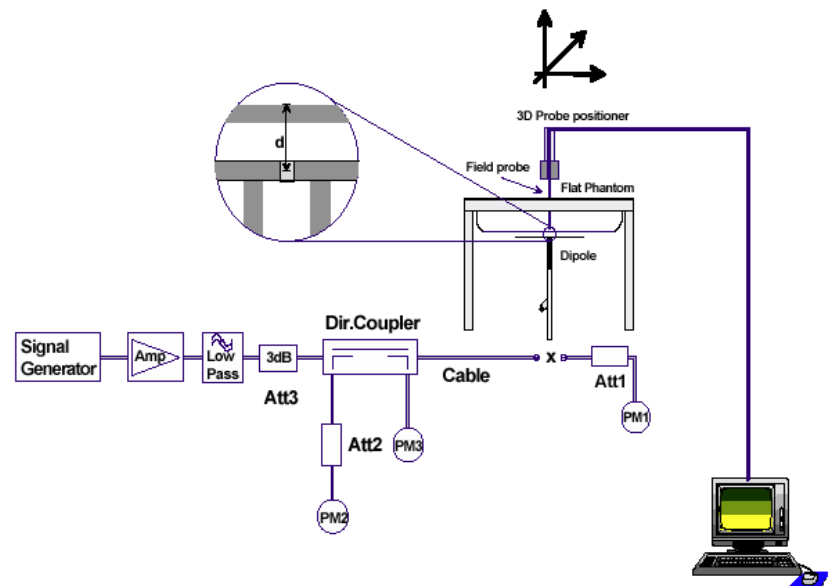 3D Probe positioner
d
Field probe
Flat Phantom
Dipole
Dir.Coupler
Signal
Generator
Amp
Low
Pass
3dB
Att3
Cable
x
Att1
PM1
Att2
PM3
PM2